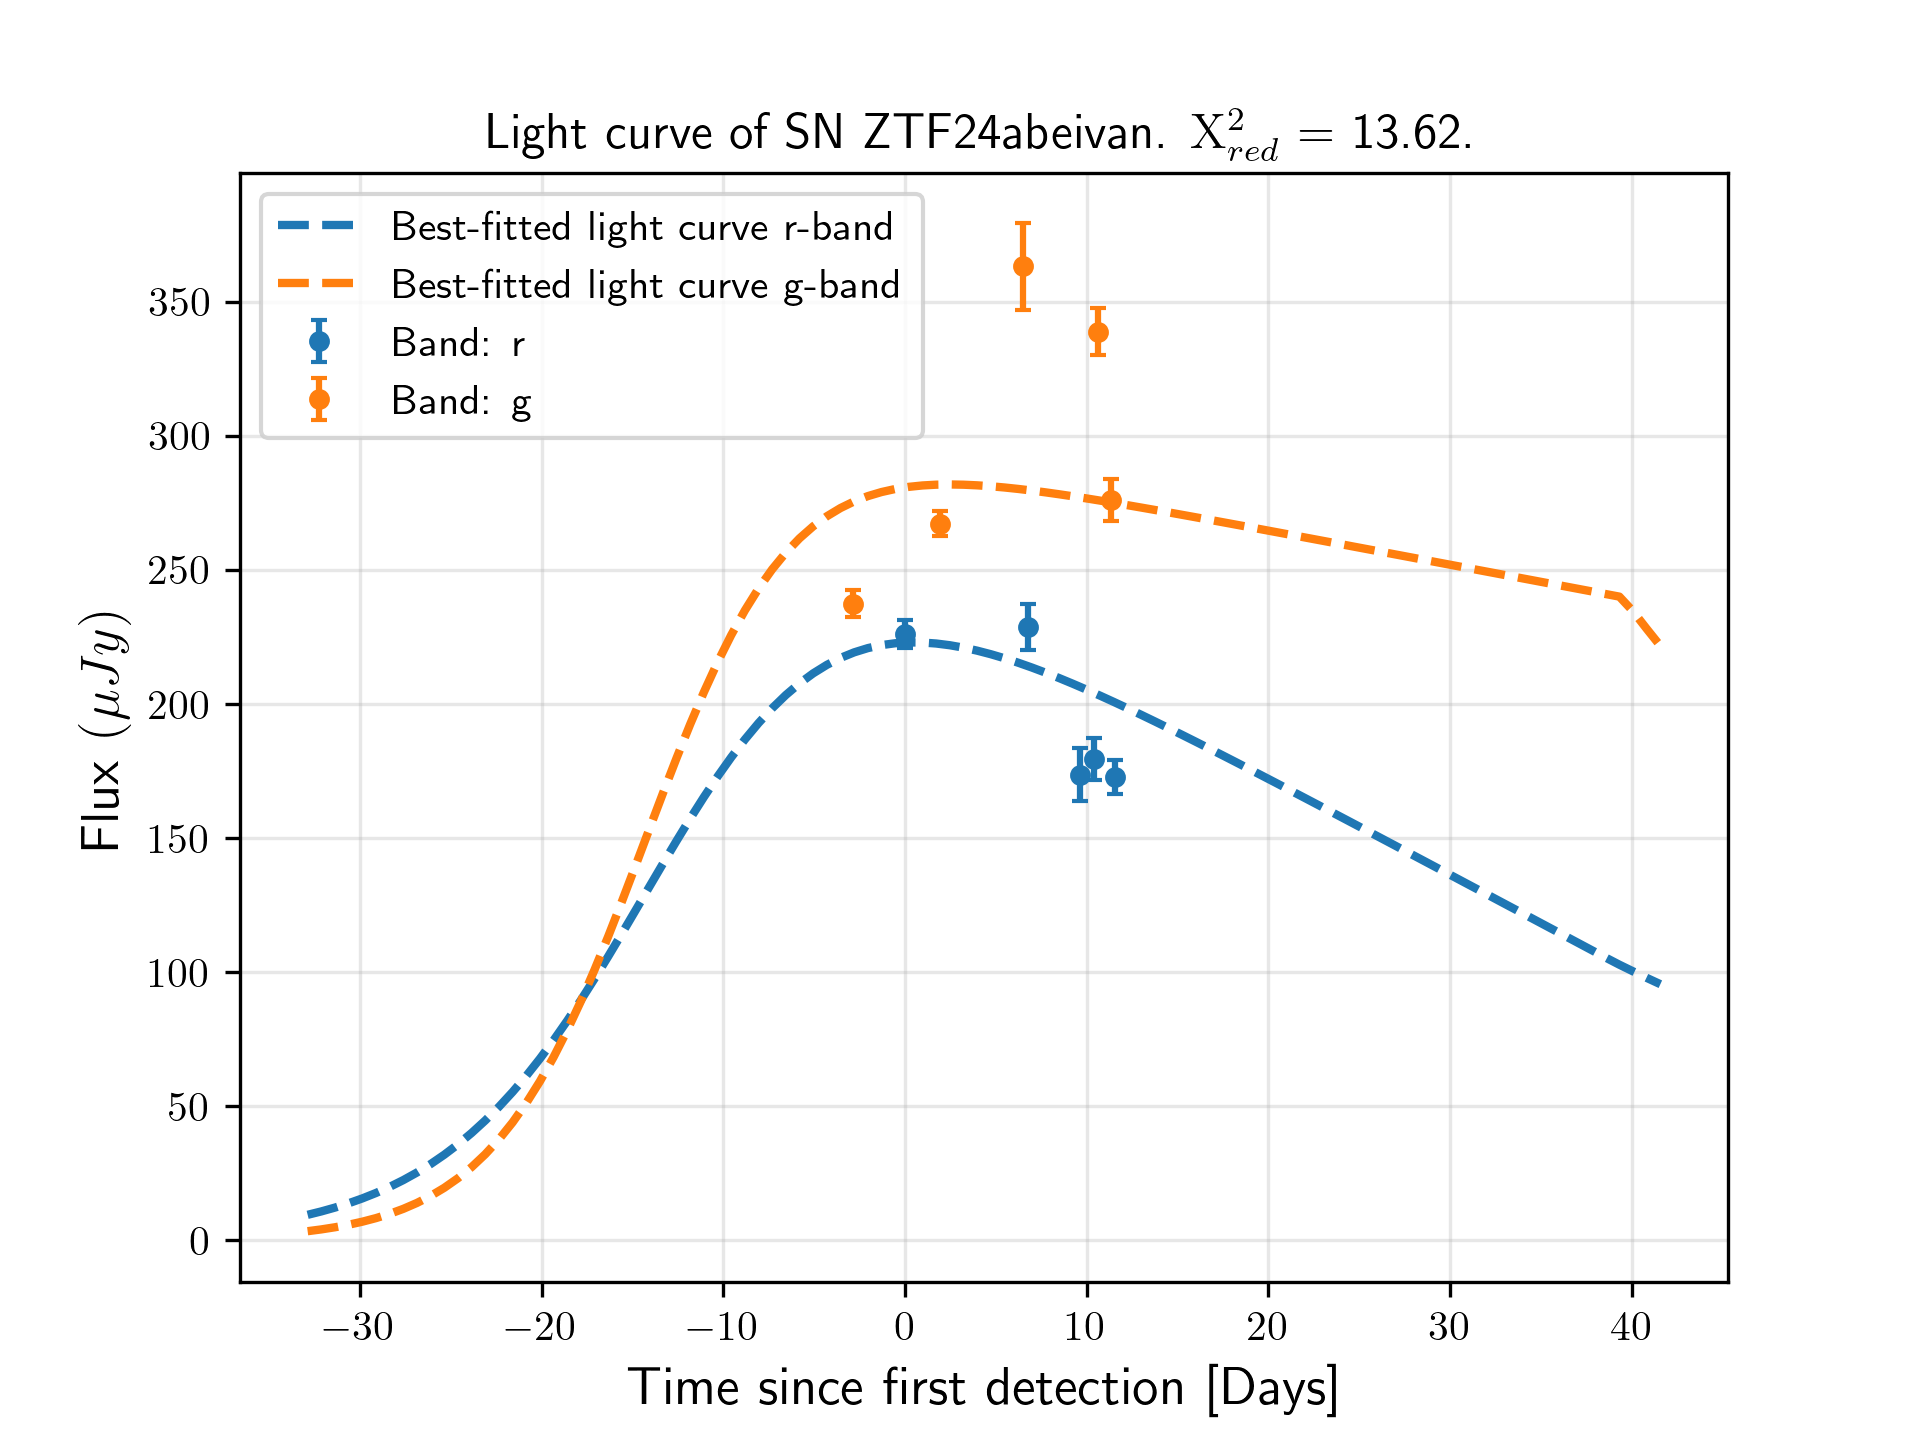 Light curve of SN ZTF24abeivan. X²_red = 13.62.
Best-fitted light curve r-band
Best-fitted light curve g-band
Band: r
Band: g
Flux (μJy)
350
300
250
200
150
100
50
0
−30 −20 −10 0 10 20 30 40
Time since first detection [Days]